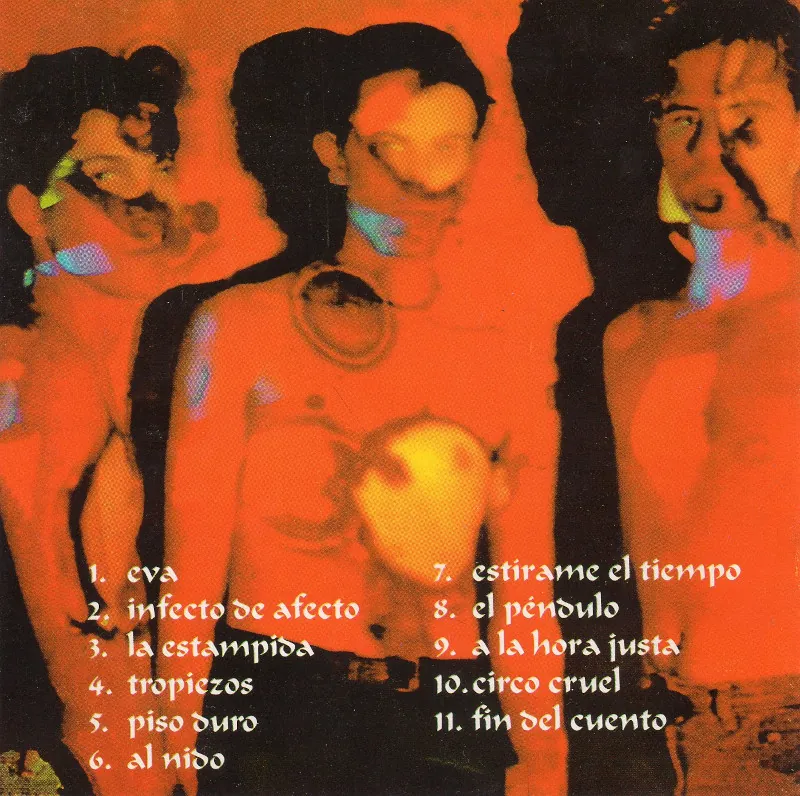 1. eva
2. infecto de afecto
3. la estampida
4. tropiezos
5. piso duro
6. al nido
7. estirame el tiempo
8. el péndulo
9. a la hora justa
10. circo cruel
11. fin del cuento